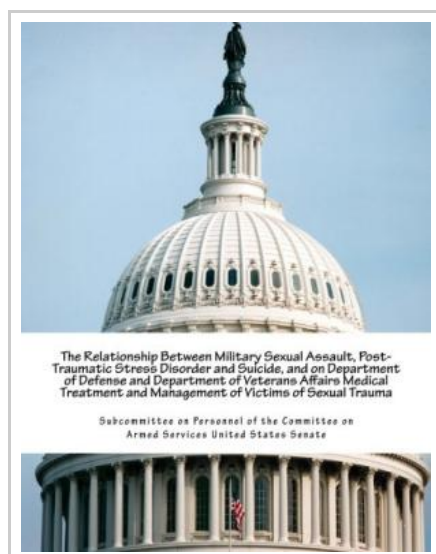 The Relationship Between Military Sexual Assault, Post-
Traumatic Stress Disorder and Suicide, and on Department
of Defense and Department of Veterans Affairs Medical
Treatment and Management of Victims of Sexual Trauma
Subcommittee on Personnel of the Committee on
Armed Services United States Senate